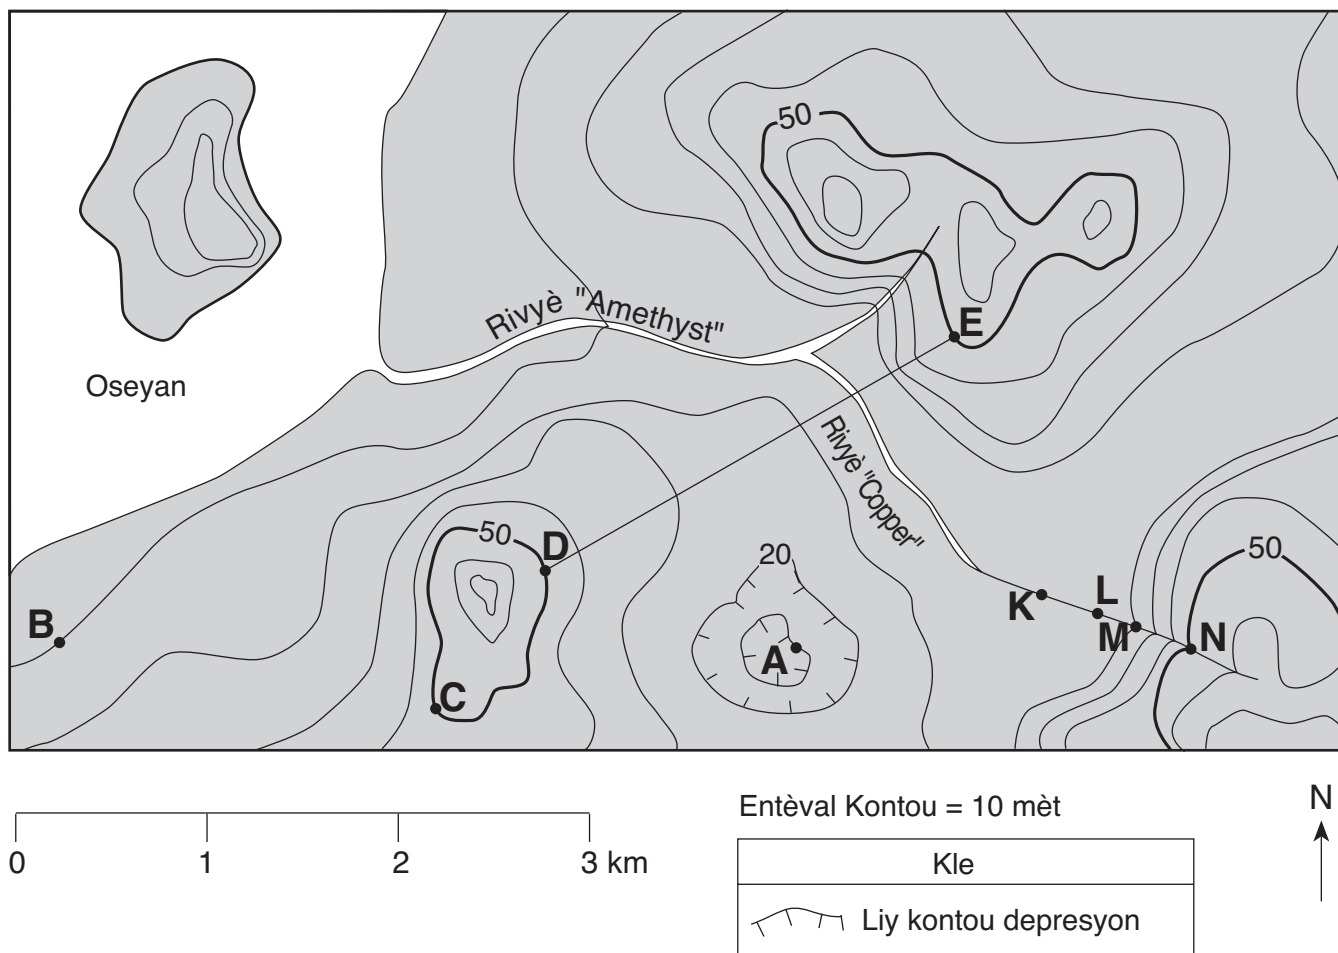 50
Rivyè "Amethyst"
E
Oseyan
Rivyè "Copper"
50
D
20
50
B
K
L
M
N
A
C
0
1
2
3 km
Entèval Kontou = 10 mèt
N
Kle
Liy kontou depresyon